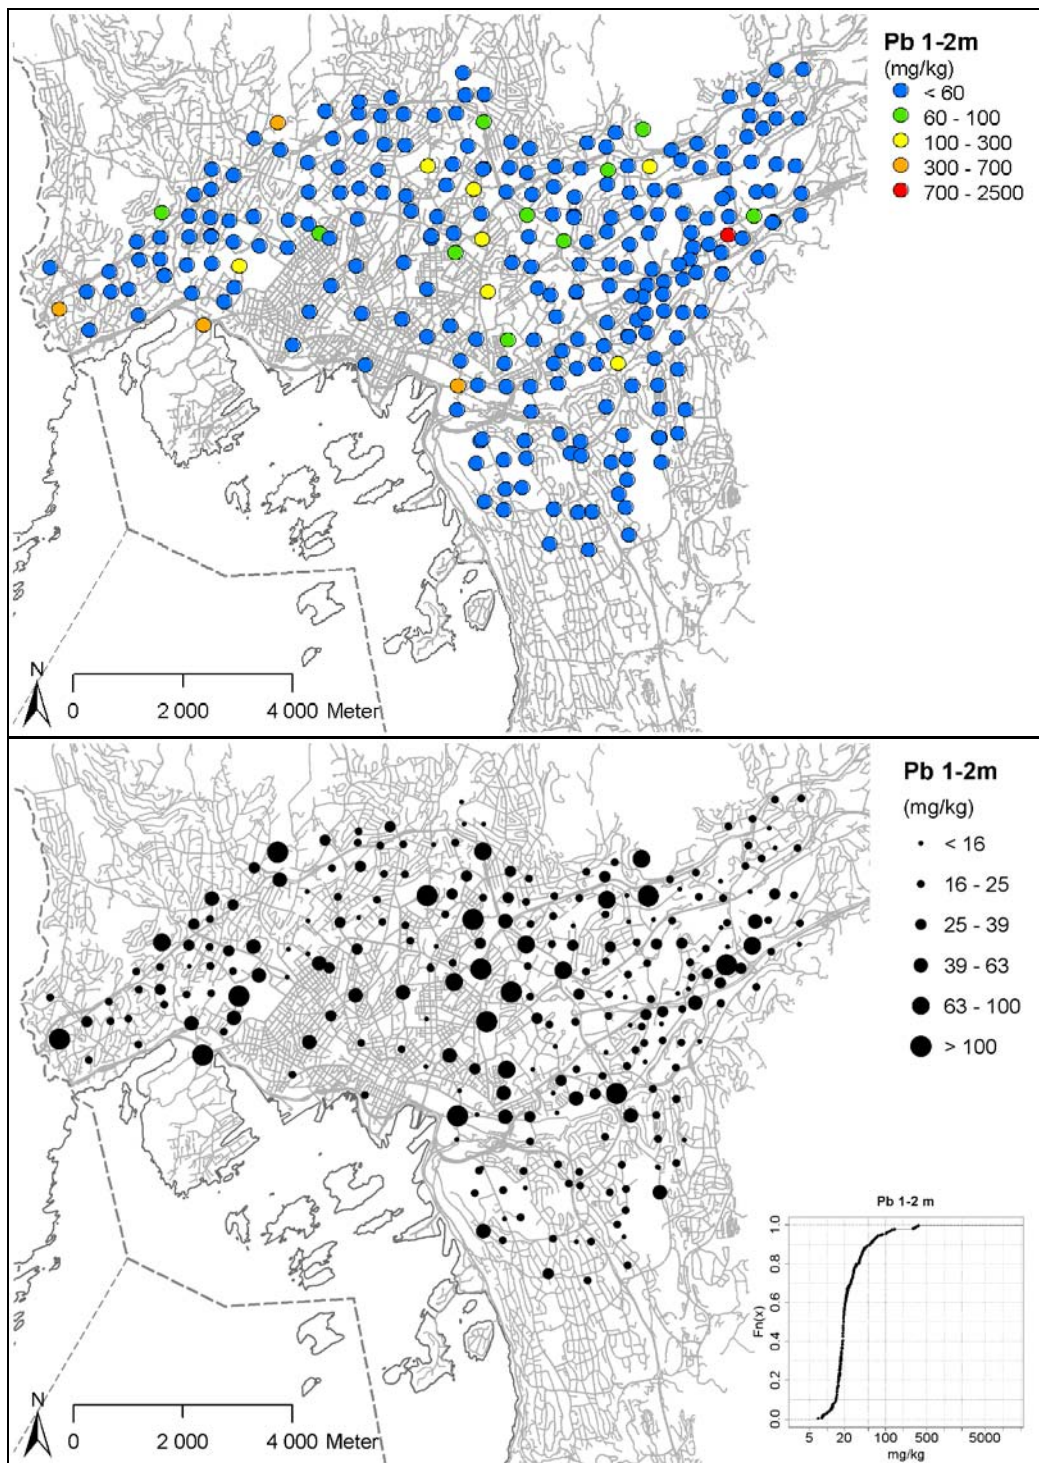 Pb 1-2m
(mg/kg)
< 60
60 - 100
100 - 300
300 - 700
700 - 2500
N
0 2 000 4 000 Meter
Pb 1-2m
(mg/kg)
< 16
16 - 25
25 - 39
39 - 63
63 - 100
> 100
Pb 1-2 m
1.0
0.8
0.6
0.4
0.2
0.0
Fn(x)
5 20 100 500 5000
mg/kg
N
0 2 000 4 000 Meter